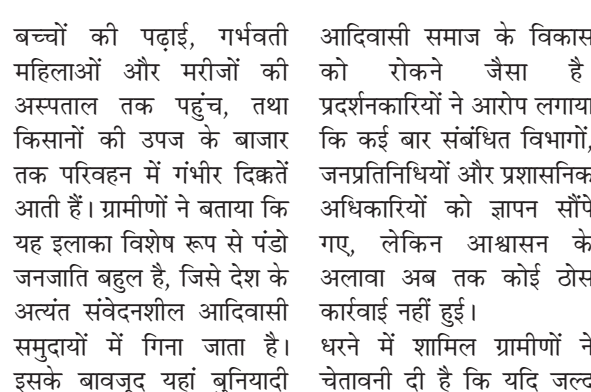 बच्चों की पढ़ाई, गर्भवती
महिलाओं और मरीजों की
अस्पताल तक पहुंच, तथा
किसानों की उपज के बाजार
तक परिवहन में गंभीर दिक्कतें
आती हैं। ग्रामीणों ने बताया कि
यह इलाका विशेष रूप से पंडो
जनजाति बहुल है, जिसे देश के
अत्यंत संवेदनशील आदिवासी
समुदायों में गिना जाता है।
इसके बावजूद यहां बुनियादी
आदिवासी समाज के विकास
को रोकने जैसा है
प्रदर्शनकारियों ने आरोप लगाया
कि कई बार संबंधित विभागों,
जनप्रतिनिधियों और प्रशासनिक
अधिकारियों को ज्ञापन सौंपे
गए, लेकिन आश्वासन के
अलावा अब तक कोई ठोस
कार्रवाई नहीं हुई।
धरने में शामिल ग्रामीणों ने
चेतावनी दी है कि यदि जल्द